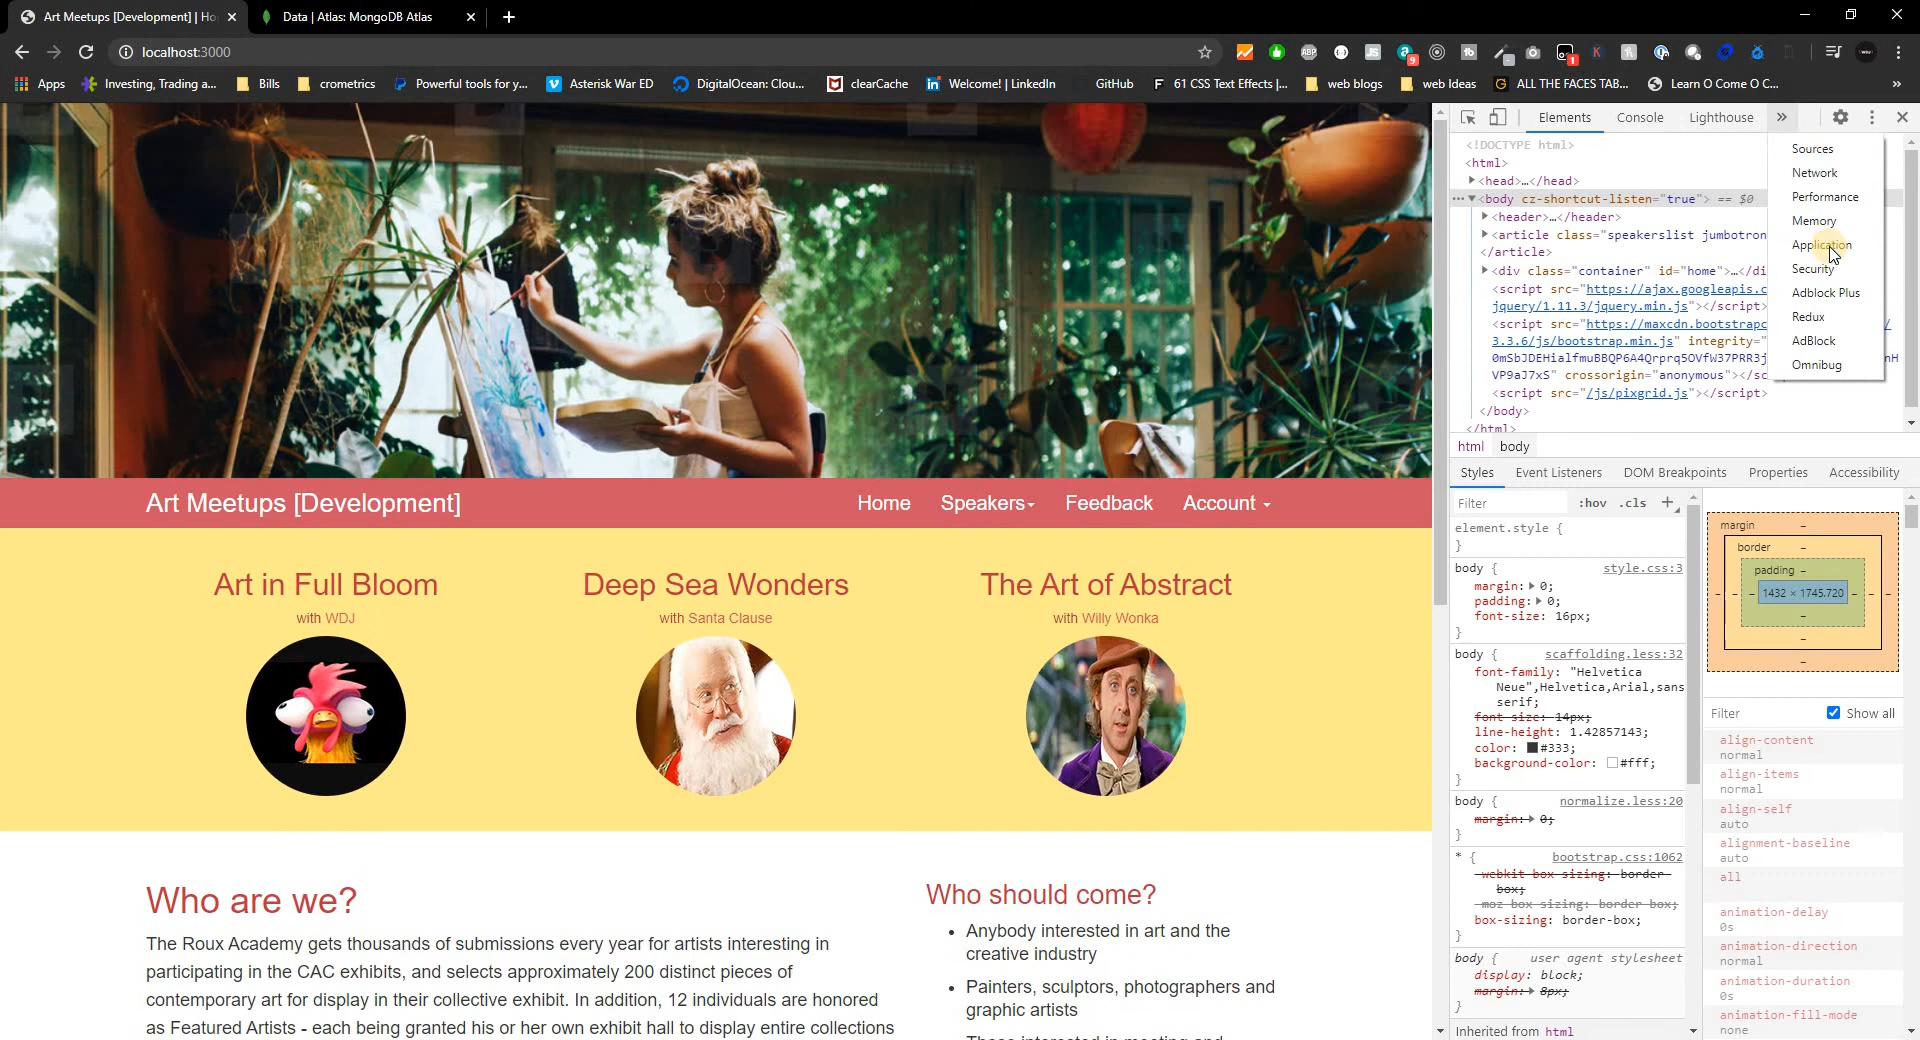 Art Meetups [Development] | Ho
Data | Atlas: MongoDB Atlas
localhost:3000
Apps
Investing, Trading a...
Bills
crometrics
Powerful tools for y...
Asterisk War ED
DigitalOcean: Clou...
clearCache
Welcome! | LinkedIn
GitHub
61 CSS Text Effects |...
web blogs
web Ideas
ALL THE FACES TAB...
Learn O Come O C...
Elements Console Lighthouse
Sources
Network
Performance
Memory
Application
Security
Adblock Plus
Redux
AdBlock
Omnibug
<!DOCTYPE html>
<html>
<head>…</head>
<body cz-shortcut-listen="true"> == $0
<header>…</header>
<article class="speakerslist jumbotron
</article>
<div class="container" id="home">…</di
<script src="https://ajax.googleapis.c
jquery/1.11.3/jquery.min.js"></script>
<script src="https://maxcdn.bootstrapc
3.3.6/js/bootstrap.min.js" integrity="
0mSbJDEHialfmuBBQP6A4Qrprq5OVfW37PRR3j
VP9aJ7xS" crossorigin="anonymous"></sc
<script src="/js/pixgrid.js"></script>
</body>
</html>
html body
Styles Event Listeners DOM Breakpoints Properties Accessibility
Filter :hov .cls +
element.style {
}
body { style.css:3
margin: 0;
padding: 0;
font-size: 16px;
}
body { scaffolding.less:32
font-family: "Helvetica
Neue",Helvetica,Arial,sans
serif;
font-size: 14px;
line-height: 1.42857143;
color: #333;
background-color: #fff;
}
body { normalize.less:20
margin: 0;
}
* { bootstrap.css:1062
-webkit-box-sizing: border-
box;
-moz-box-sizing: border-box;
box-sizing: border-box;
}
body { user agent stylesheet
display: block;
margin: 8px;
}
Inherited from html
margin –
border –
padding –
1432 × 1745.720
Filter Show all
align-content
normal
align-items
normal
align-self
auto
alignment-baseline
auto
all
animation-delay
0s
animation-direction
normal
animation-duration
0s
animation-fill-mode
none
Art Meetups [Development]
Home Speakers Feedback Account
Art in Full Bloom
with WDJ
Deep Sea Wonders
with Santa Clause
The Art of Abstract
with Willy Wonka
Who are we?
The Roux Academy gets thousands of submissions every year for artists interesting in
participating in the CAC exhibits, and selects approximately 200 distinct pieces of
contemporary art for display in their collective exhibit. In addition, 12 individuals are honored
as Featured Artists - each being granted his or her own exhibit hall to display entire collections
Who should come?
Anybody interested in art and the
creative industry
Painters, sculptors, photographers and
graphic artists